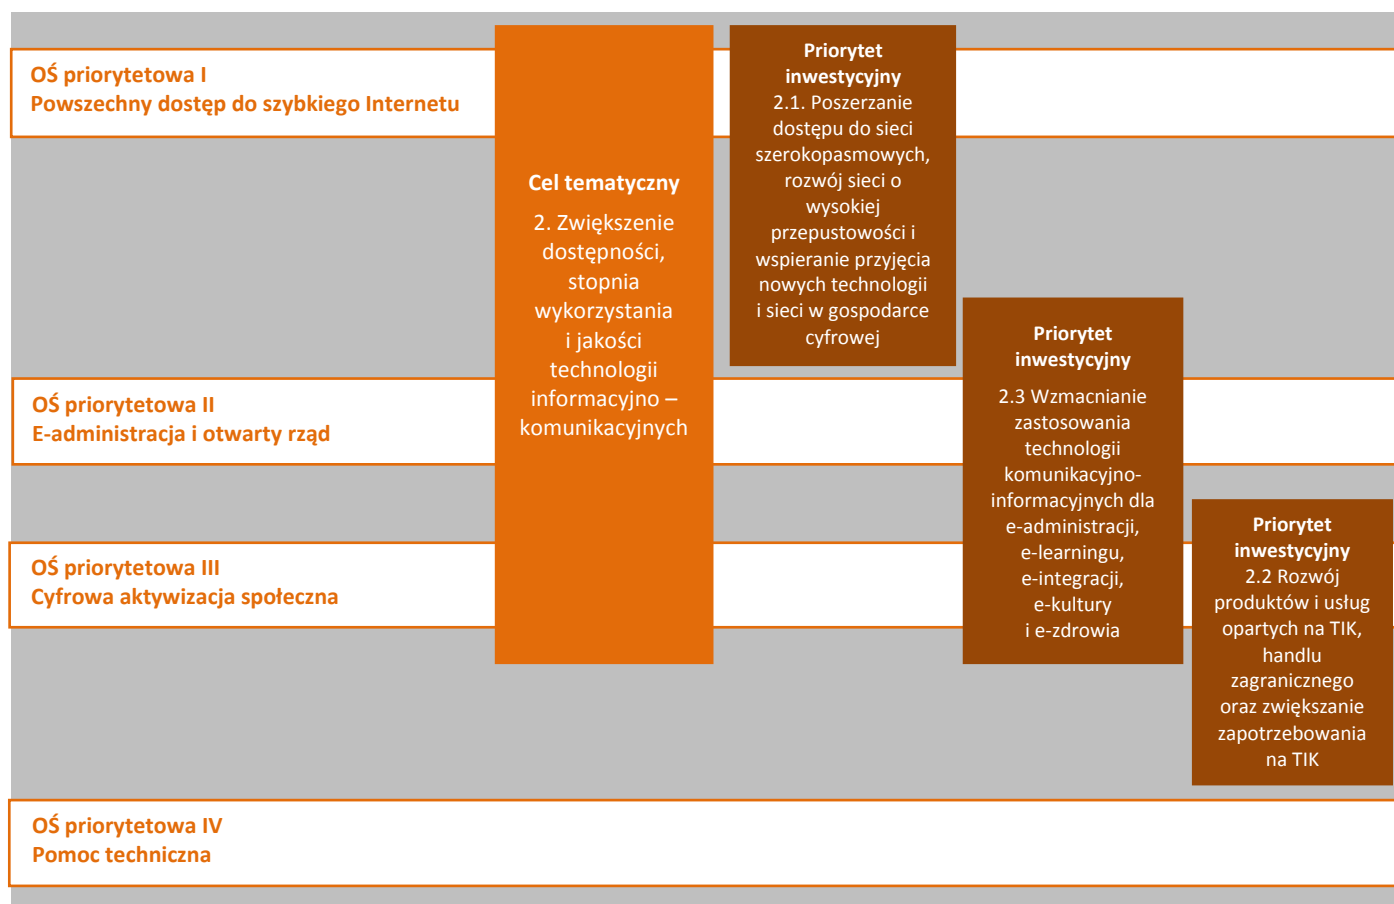 OŚ priorytetowa I
Powszechny dostęp do szybkiego Internetu
Cel tematyczny
2. Zwiększenie
dostępności,
stopnia
wykorzystania
i jakości
technologii
informacyjno –
komunikacyjnych
Priorytet
inwestycyjny
2.1. Poszerzanie
dostępu do sieci
szerokopasmowych,
rozwój sieci o
wysokiej
przepustowości i
wspieranie przyjęcia
nowych technologii
i sieci w gospodarce
cyfrowej
OŚ priorytetowa II
E-administracja i otwarty rząd
Priorytet
inwestycyjny
2.3 Wzmacnianie
zastosowania
technologii
komunikacyjno-
informacyjnych dla
e-administracji,
e-learningu,
e-integracji,
e-kultury
i e-zdrowia
OŚ priorytetowa III
Cyfrowa aktywizacja społeczna
Priorytet
inwestycyjny
2.2 Rozwój
produktów i usług
opartych na TIK,
handlu
zagranicznego
oraz zwiększanie
zapotrzebowania
na TIK
OŚ priorytetowa IV
Pomoc techniczna